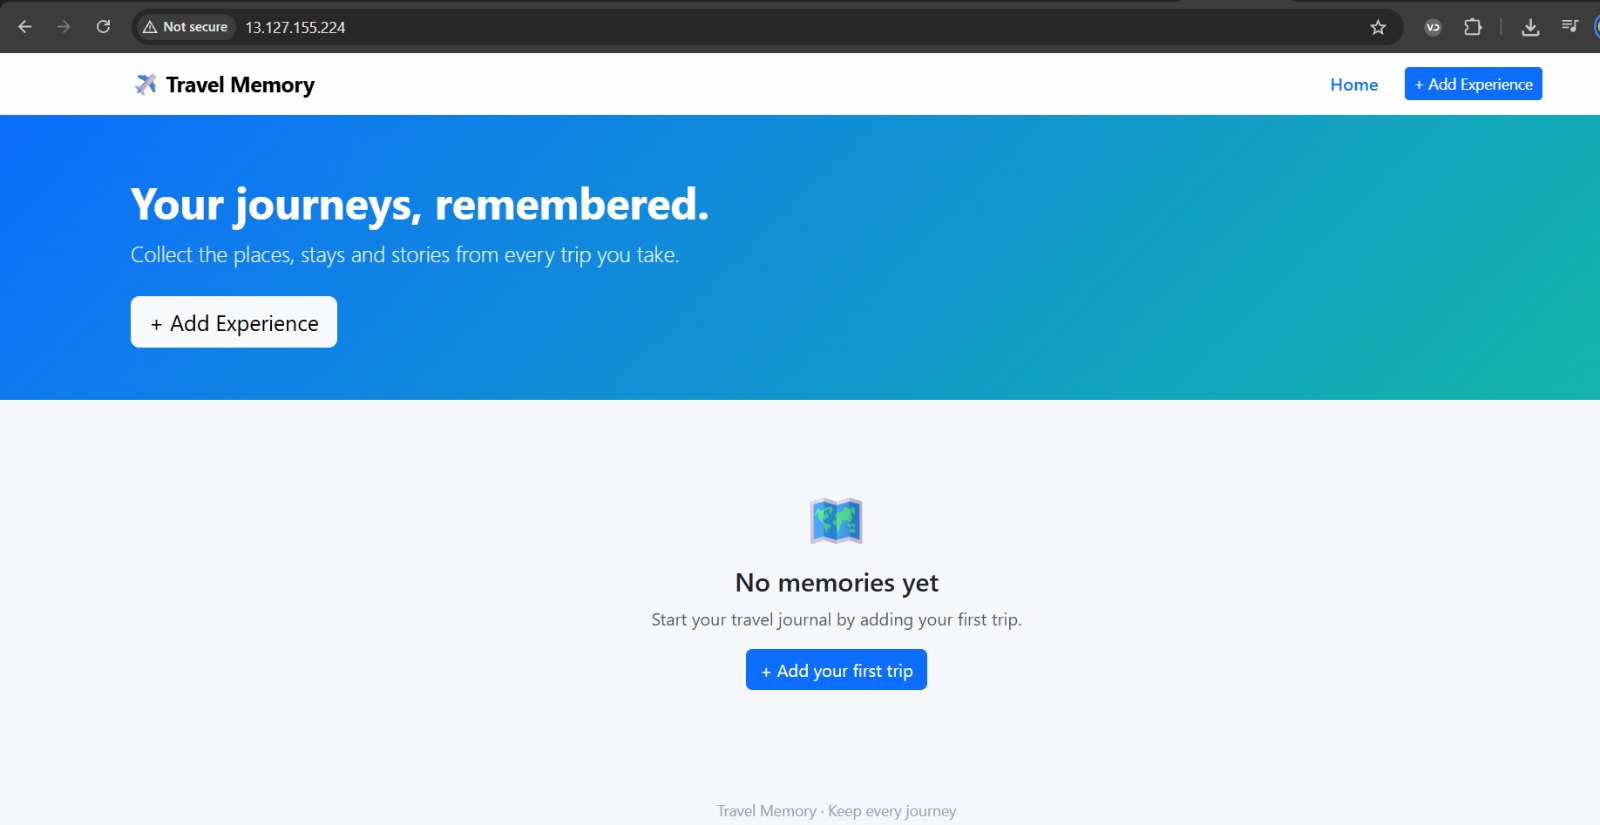 Not secure 13.127.155.224
Travel Memory
Home
+ Add Experience
Your journeys, remembered.
Collect the places, stays and stories from every trip you take.
+ Add Experience
No memories yet
Start your travel journal by adding your first trip.
+ Add your first trip
Travel Memory · Keep every journey